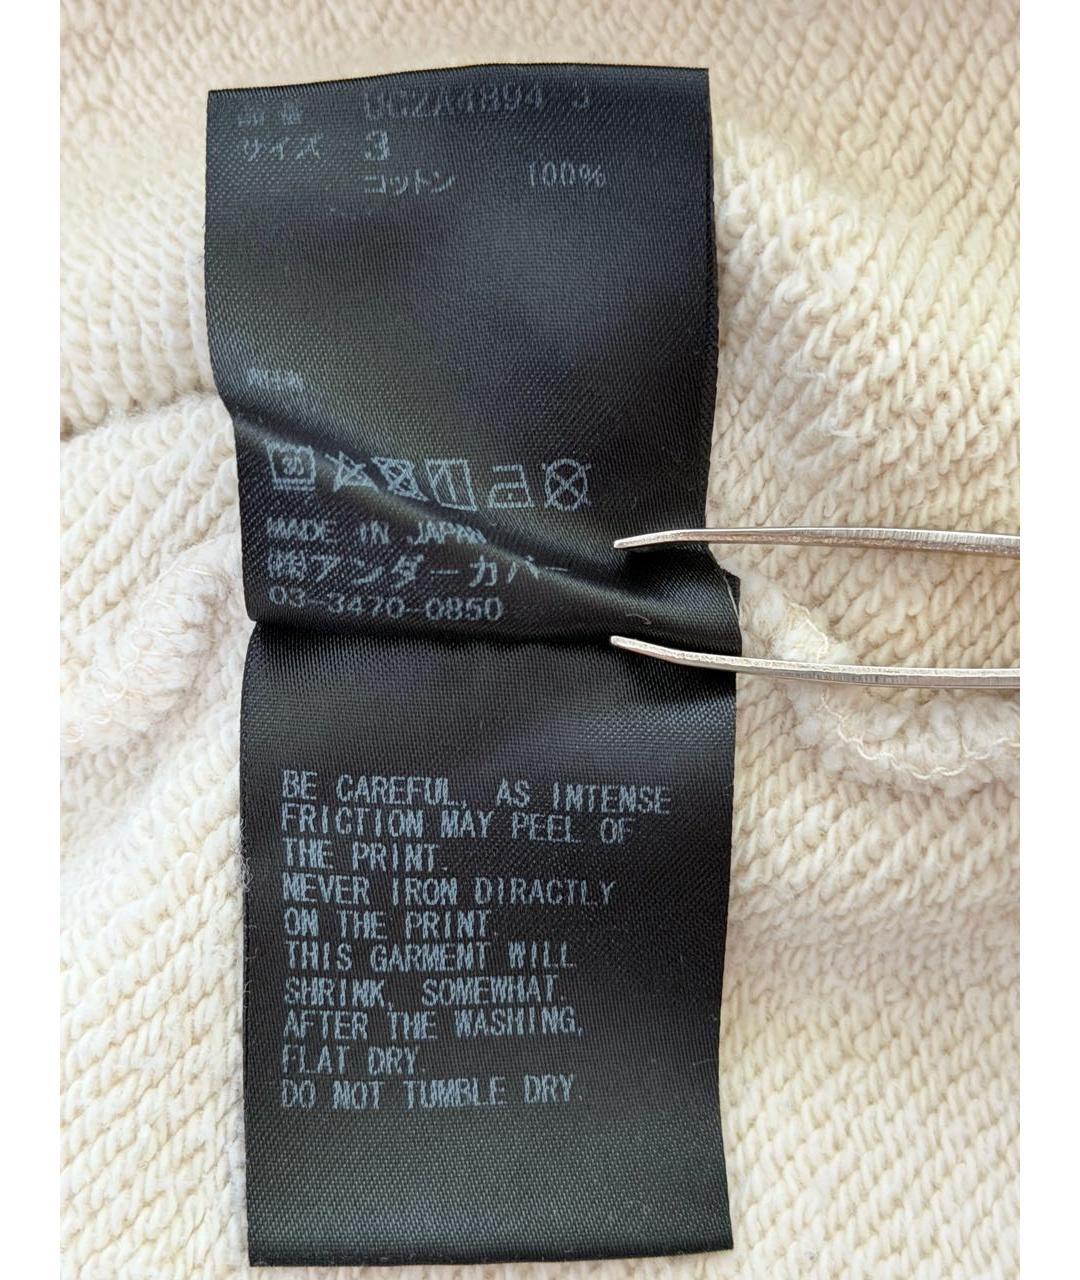 品番 UC2A4894 3
サイズ 3
コットン 100%
30
MADE IN JAPAN
㈱アンダーカバー
03-3470-0850
BE CAREFUL, AS INTENSE
FRICTION MAY PEEL OF
THE PRINT.
NEVER IRON DIRACTLY
ON THE PRINT.
THIS GARMENT WILL
SHRINK, SOMEWHAT.
AFTER THE WASHING,
FLAT DRY.
DO NOT TUMBLE DRY.